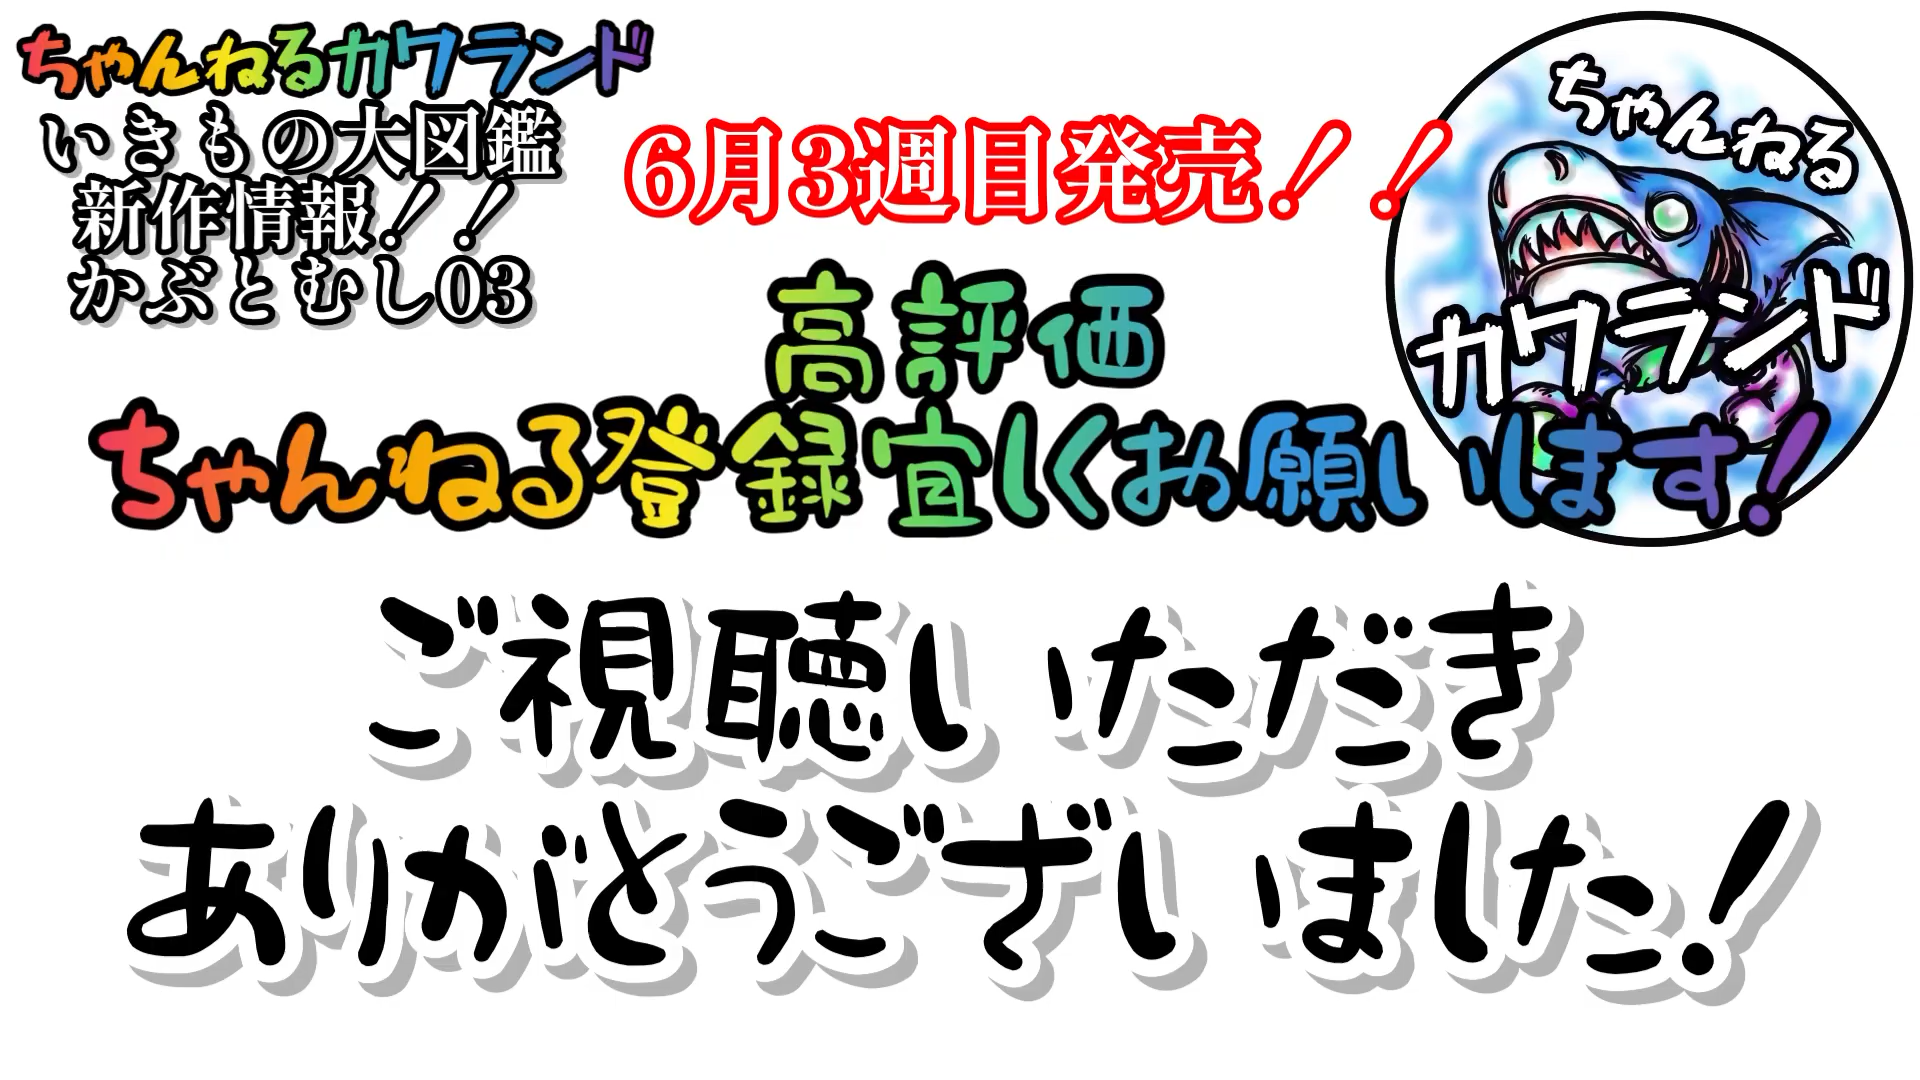 ちゃんねるカワランド
いきもの大図鑑
新作情報！！
かぶとむし03
6月3週目発売！！
ちゃんねる
カワランド
高評価
ちゃんねる登録宜しくお願いします！
ご視聴いただき
ありがとうございました！